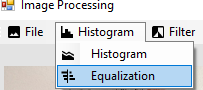 Image Processing
File Histogram Filter
Histogram
Equalization